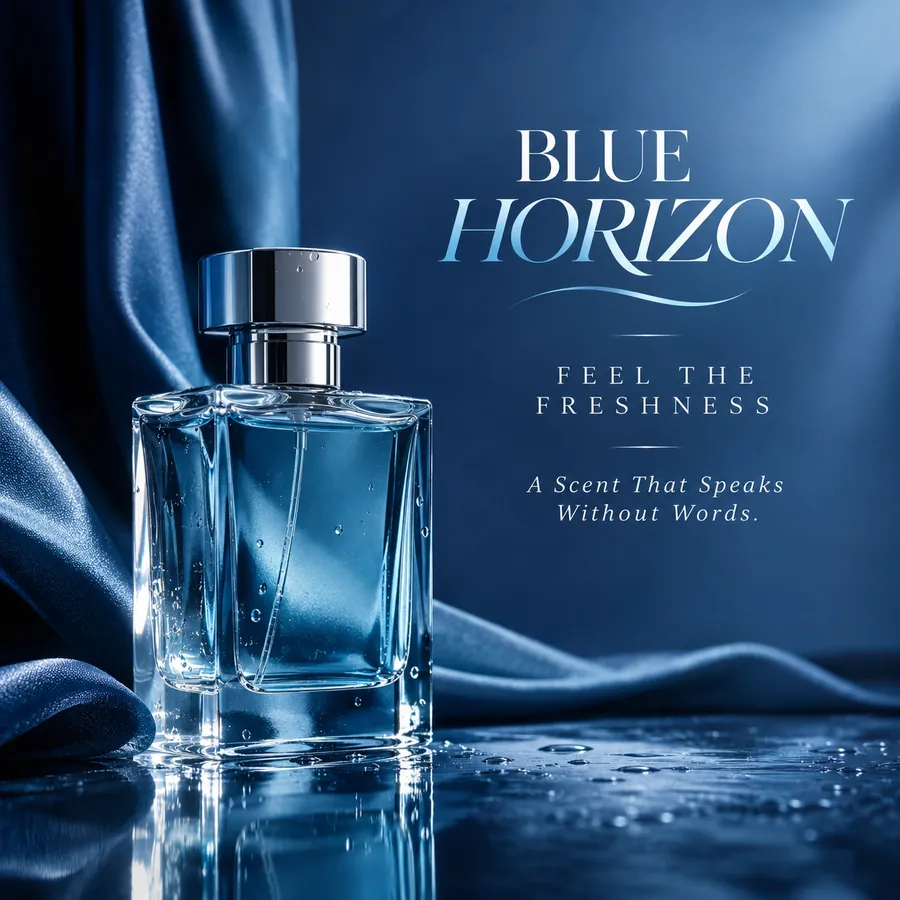 BLUE
HORIZON
FEEL THE
FRESHNESS
A Scent That Speaks
Without Words.